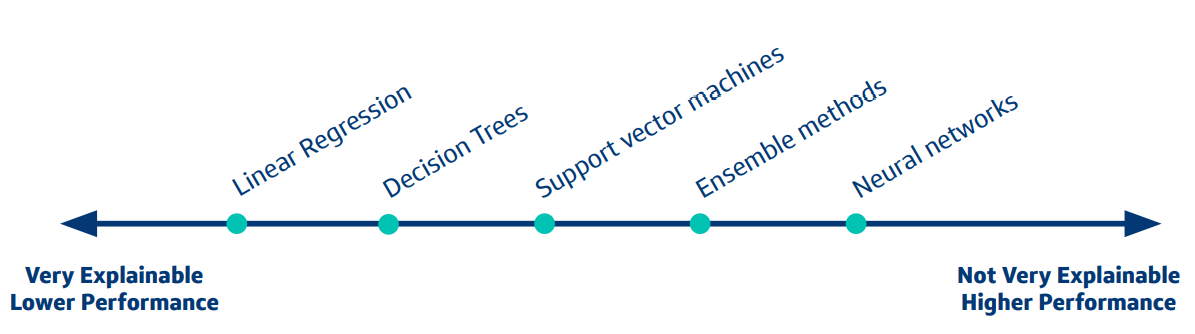 Linear Regression
Decision Trees
Support vector machines
Ensemble methods
Neural networks
Very Explainable
Lower Performance
Not Very Explainable
Higher Performance